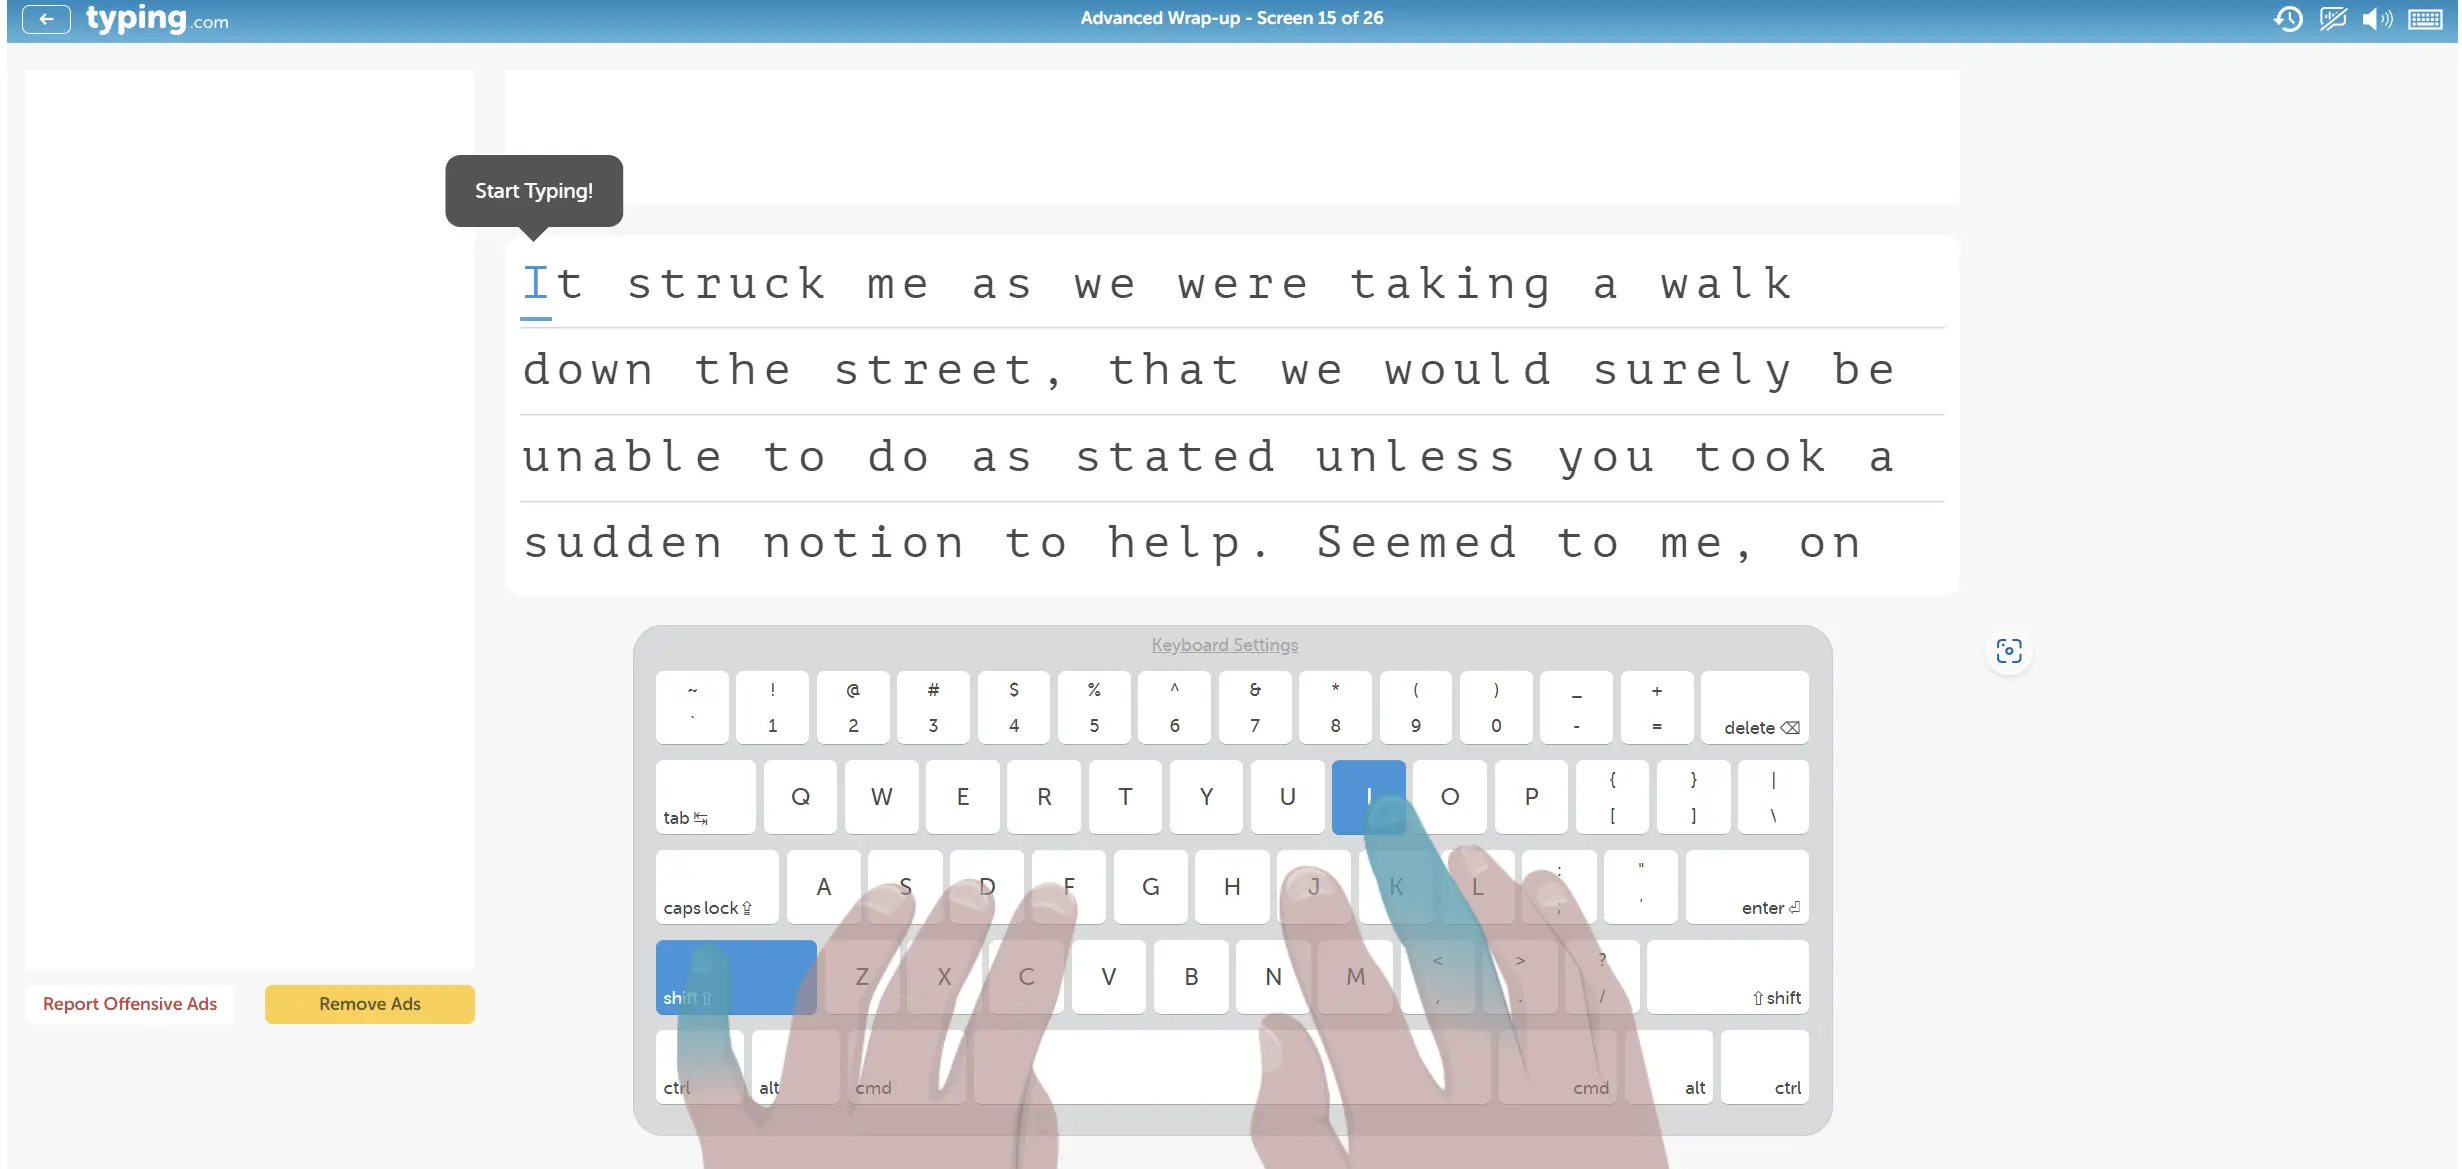 typing.com
Advanced Wrap-up - Screen 15 of 26
Start Typing!
It struck me as we were taking a walk
down the street, that we would surely be
unable to do as stated unless you took a
sudden notion to help. Seemed to me, on
Keyboard Settings
~ ! @ # $ % ^ & * ( ) _ +
` 1 2 3 4 5 6 7 8 9 0 - = delete
tab Q W E R T Y U I O P { [ } ] | \
caps lock A S D F G H J K L : ; " ' enter
shift Z X C V B N M < , > . ? / shift
ctrl alt cmd cmd alt ctrl
Report Offensive Ads
Remove Ads